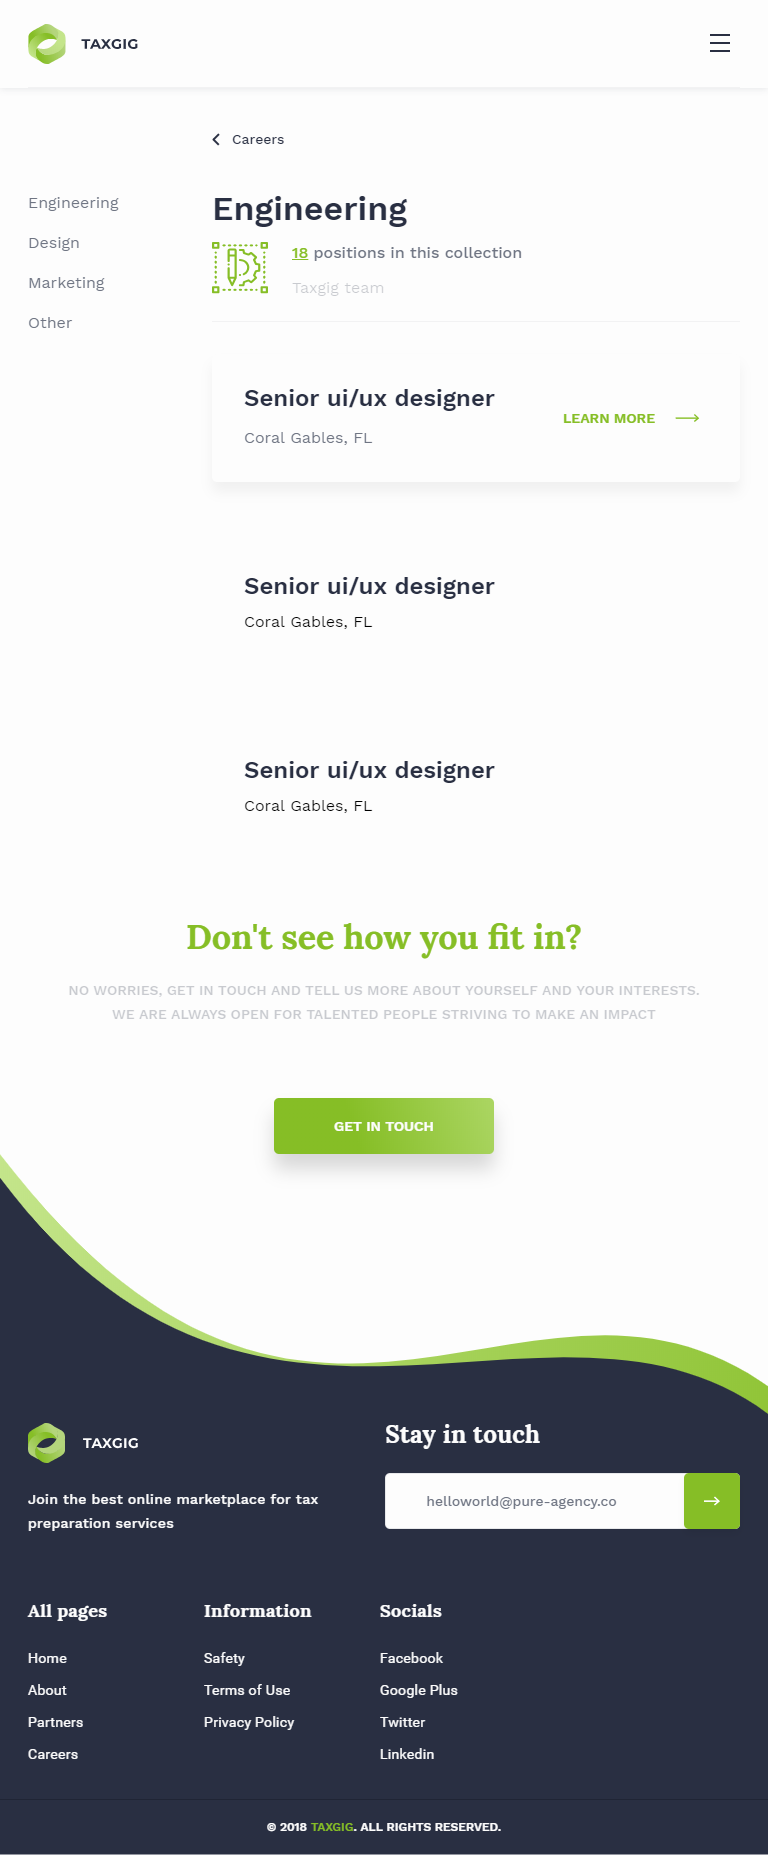 TAXGIG
Careers
Engineering
Design
Marketing
Other
Engineering
18 positions in this collection
Taxgig team
Senior ui/ux designer
Coral Gables, FL
LEARN MORE
Senior ui/ux designer
Coral Gables, FL
Senior ui/ux designer
Coral Gables, FL
Don't see how you fit in?
NO WORRIES, GET IN TOUCH AND TELL US MORE ABOUT YOURSELF AND YOUR INTERESTS.
WE ARE ALWAYS OPEN FOR TALENTED PEOPLE STRIVING TO MAKE AN IMPACT
GET IN TOUCH
TAXGIG
Join the best online marketplace for tax
preparation services
Stay in touch
helloworld@pure-agency.co
All pages
Home
About
Partners
Careers
Information
Safety
Terms of Use
Privacy Policy
Socials
Facebook
Google Plus
Twitter
Linkedin
© 2018 TAXGIG. ALL RIGHTS RESERVED.